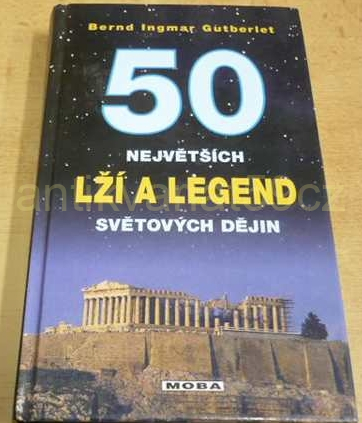 Bernd Ingmar Gutberlet
50
NEJVĚTŠÍCH
LŽÍ A LEGEND
SVĚTOVÝCH DĚJIN
MOBA